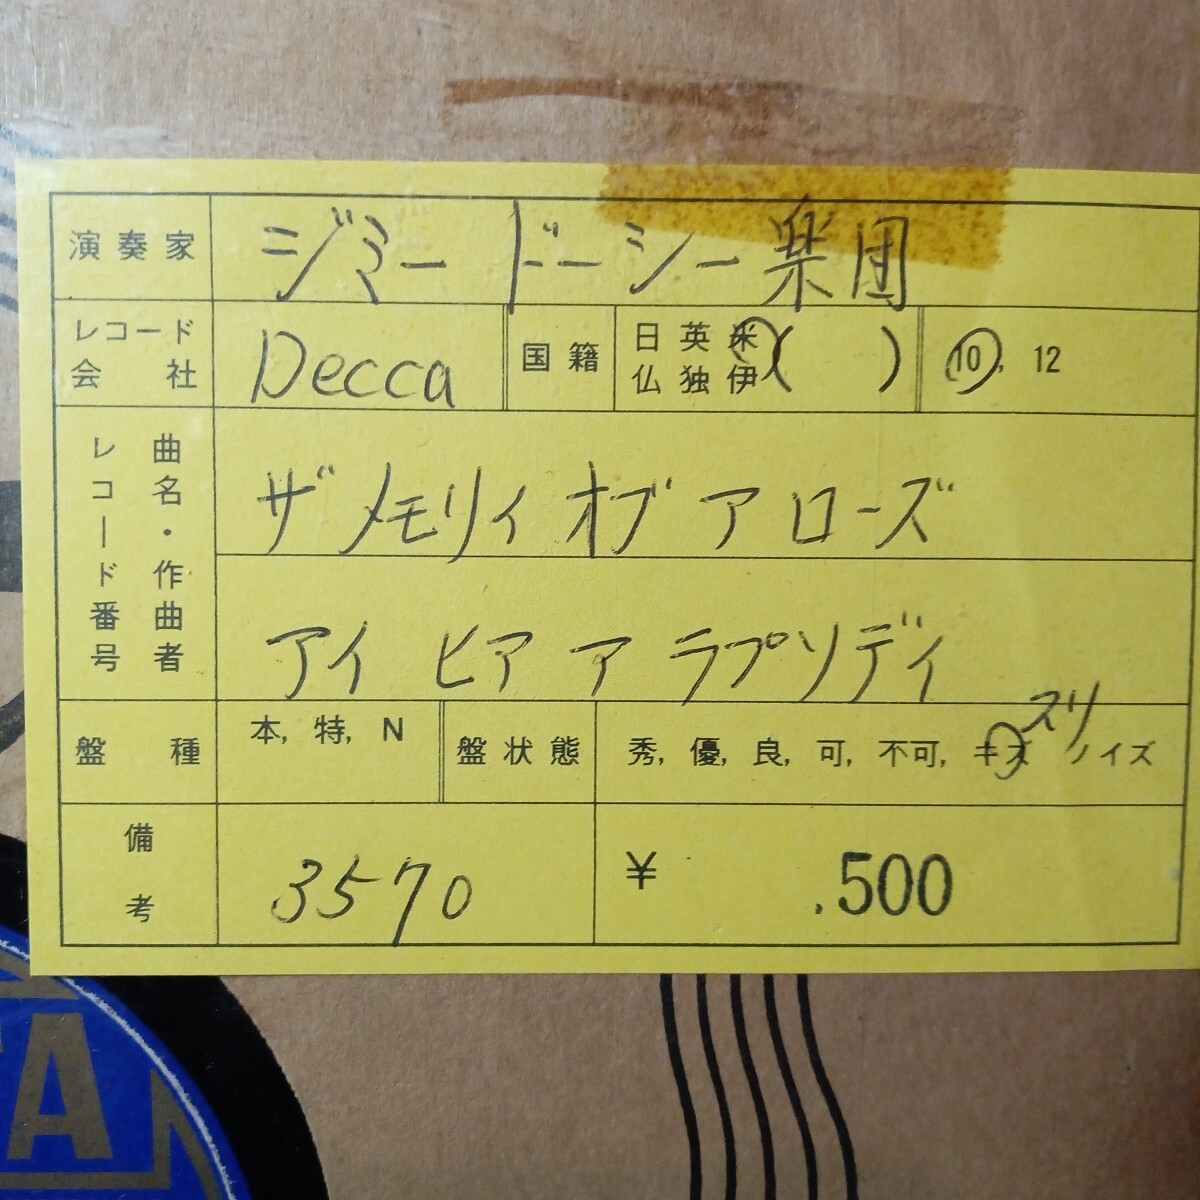 演奏家 ジミー ドーシー楽団
レコード会社 Decca 国籍 日 英 米 ( ) 仏 独 伊 10, 12
曲名・作曲者 レコード番号
ザ メモリィ オブ ア ローズ
アイ ヒア ア ラプソディ
スリ
盤種 本, 特, N 盤状態 秀, 優, 良, 可, 不可, キズ ノイズ
備考 3570 ¥ .500
TA